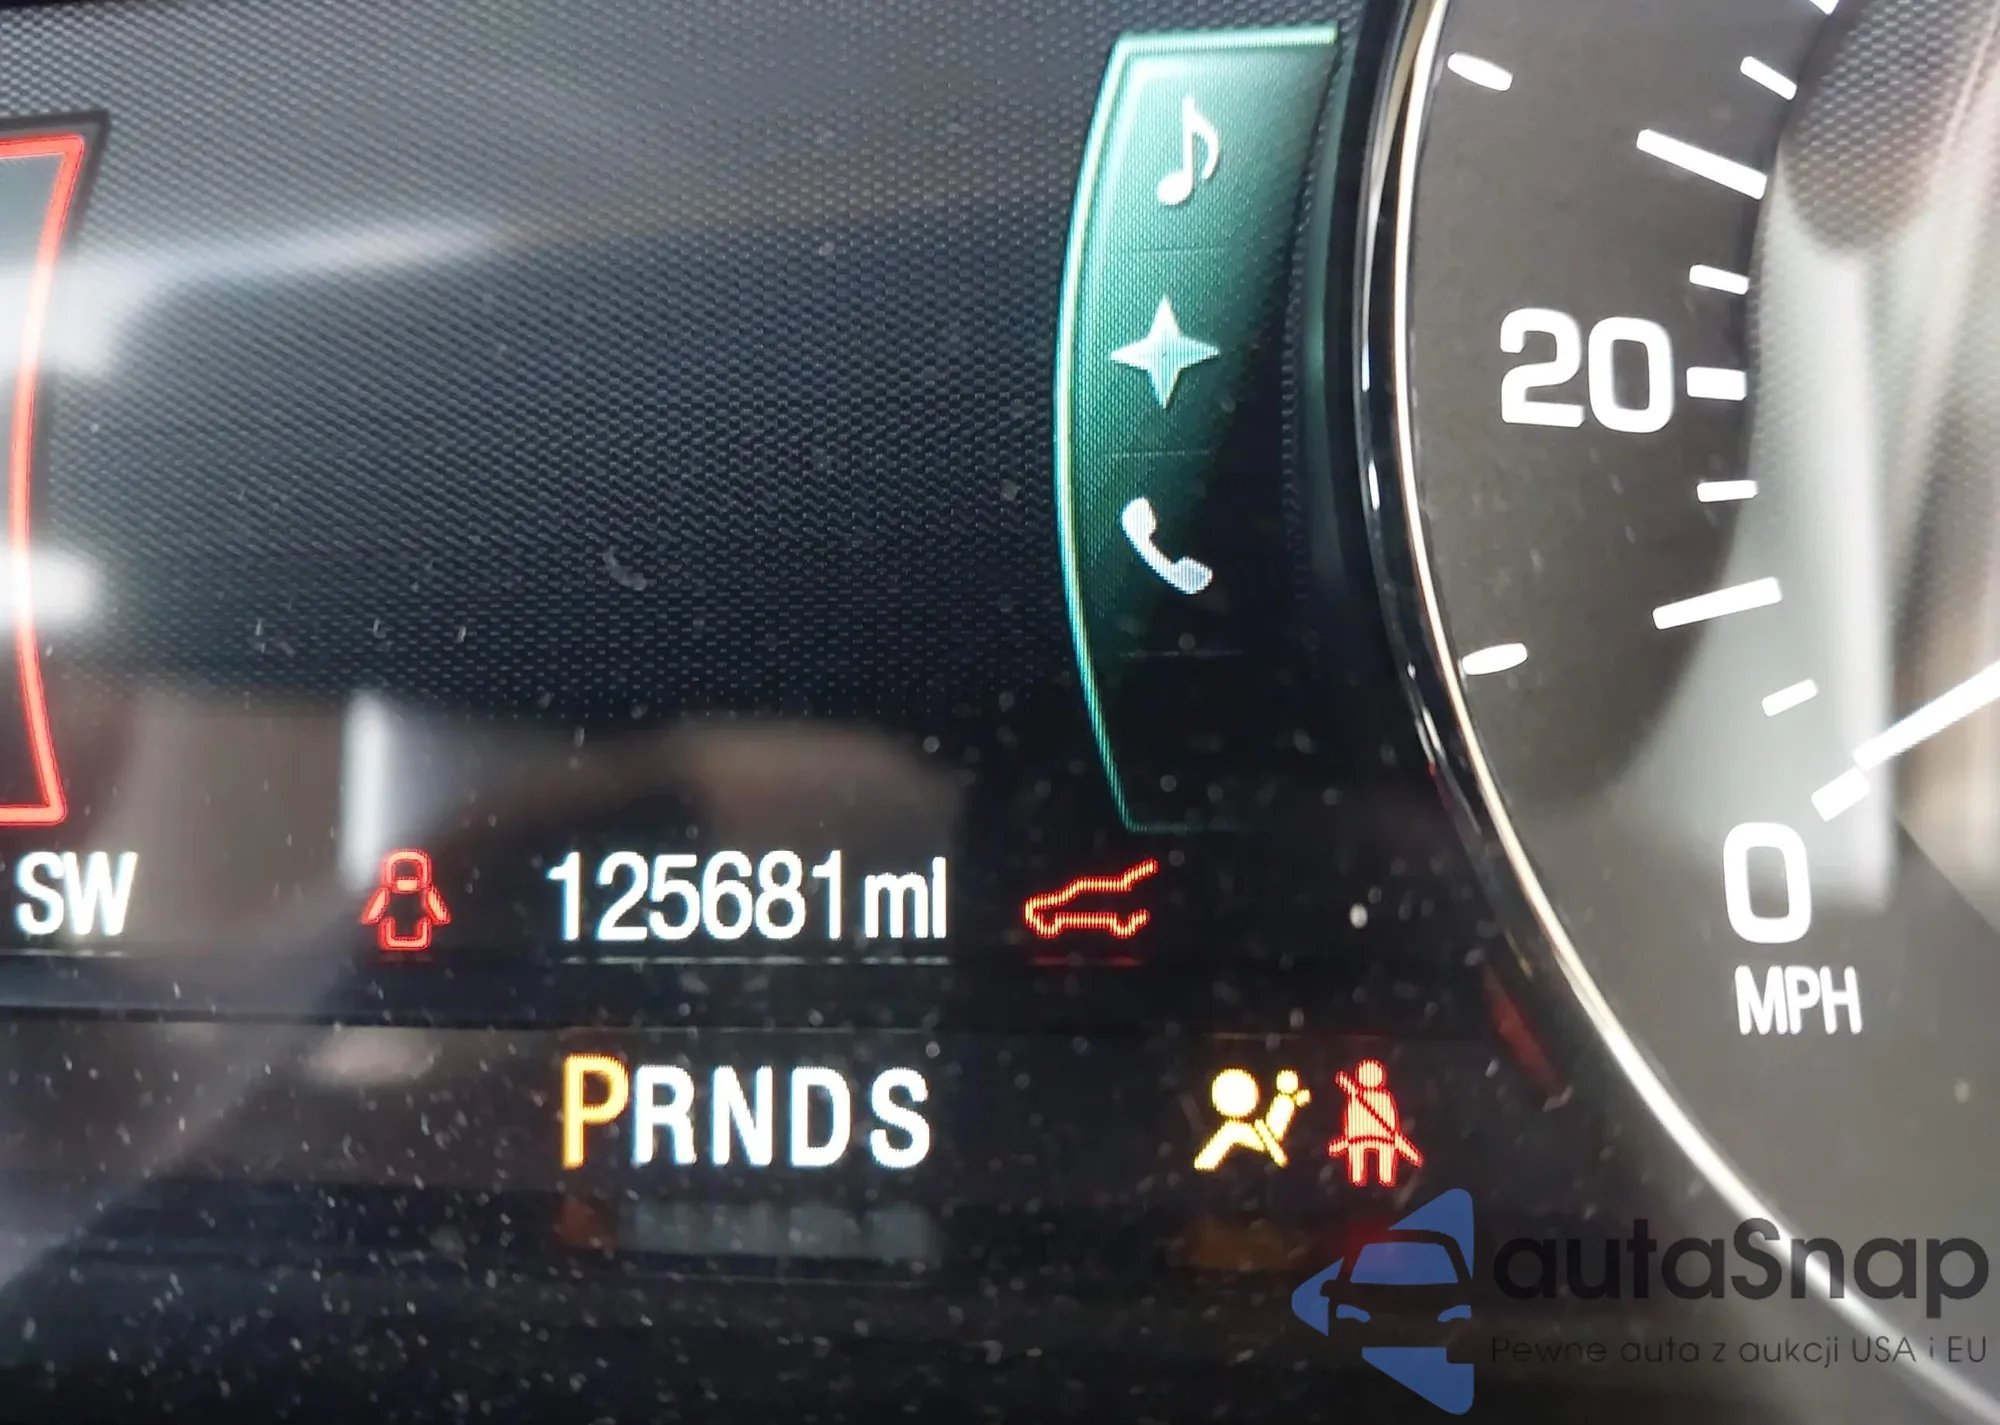 20
0
MPH
SW
125681 mi
PRNDS
autaSnap
Pewne auta z aukcji USA i EU